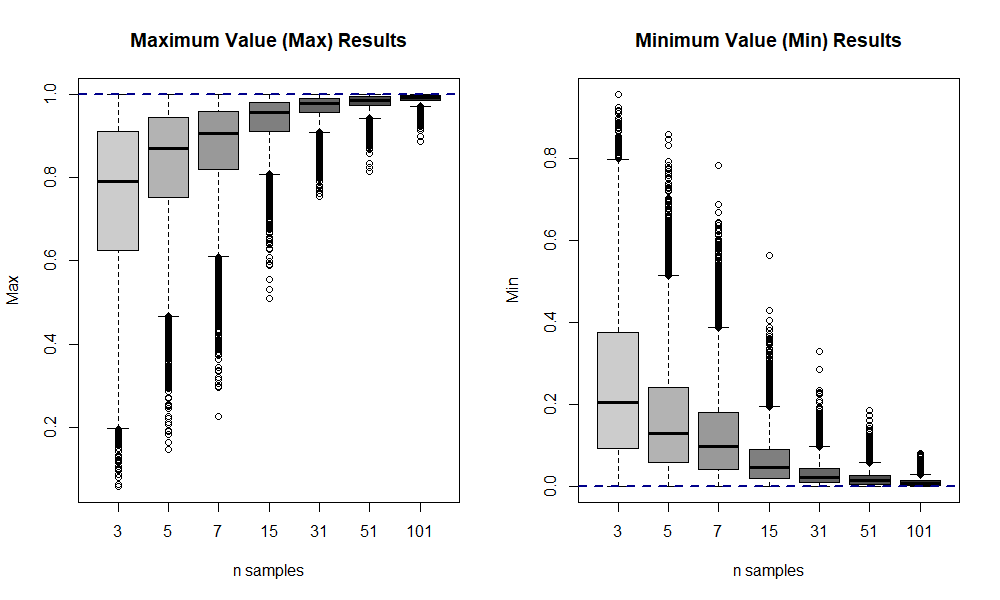 Maximum Value (Max) Results
Max
1.0
0.8
0.6
0.4
0.2
3 5 7 15 31 51 101
n samples
Minimum Value (Min) Results
Min
0.8
0.6
0.4
0.2
0.0
3 5 7 15 31 51 101
n samples